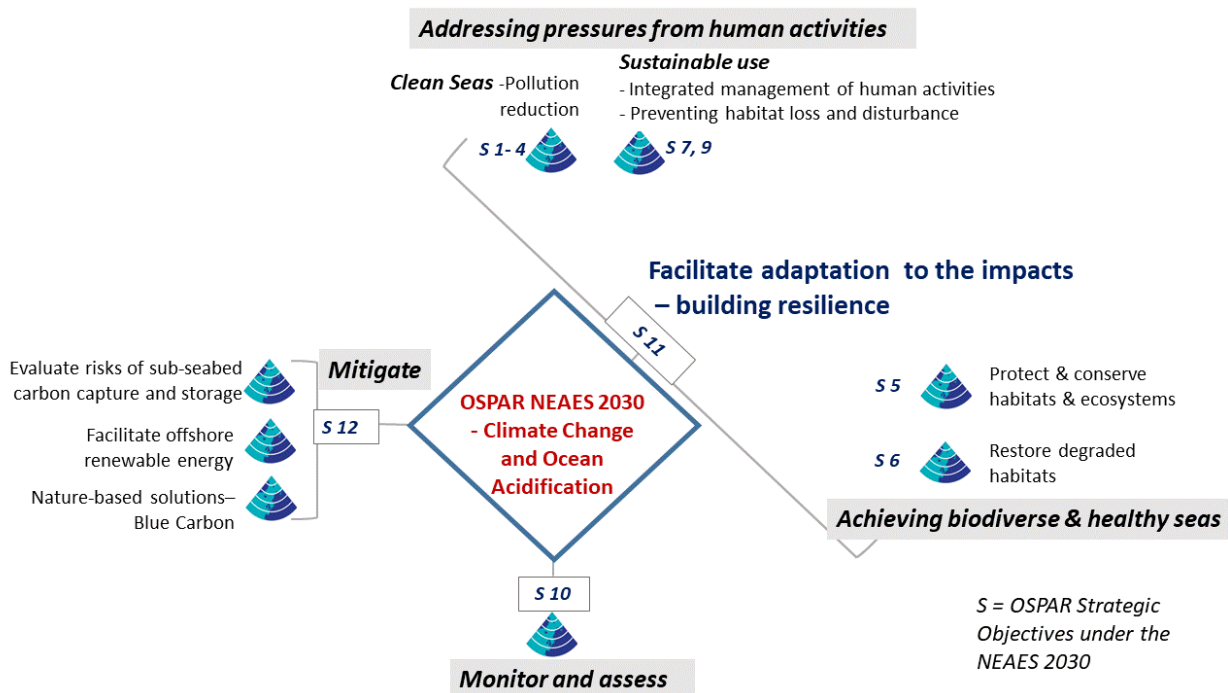 Addressing pressures from human activities
Clean Seas -Pollution
reduction
S 1- 4
Sustainable use
- Integrated management of human activities
- Preventing habitat loss and disturbance
S 7, 9
Facilitate adaptation to the impacts
– building resilience
S 11
Mitigate
Evaluate risks of sub-seabed
carbon capture and storage
Facilitate offshore
renewable energy
Nature-based solutions–
Blue Carbon
S 12
OSPAR NEAES 2030
- Climate Change
and Ocean
Acidification
S 5
Protect & conserve
habitats & ecosystems
S 6
Restore degraded
habitats
Achieving biodiverse & healthy seas
S 10
Monitor and assess
S = OSPAR Strategic
Objectives under the
NEAES 2030